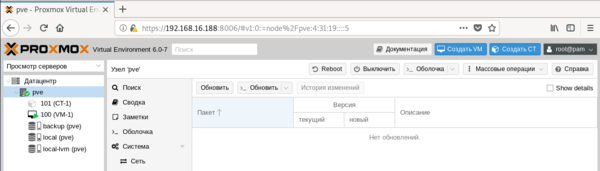 pve - Proxmox Virtual Env
https://192.168.16.188:8006/#v1:0:=node%2Fpve:4:31:19::::5
PROXMOX Virtual Environment 6.0-7 Поиск Документация Создать VM Создать CT root@pam
Просмотр серверов Узел 'pve' Reboot Выключить Оболочка Массовые операции Справка
Датацентр
pve
101 (CT-1)
100 (VM-1)
backup (pve)
local (pve)
local-lvm (pve)
Поиск
Сводка
Заметки
Оболочка
Система
Сеть
Обновить >_ Обновить История изменений Show details
Пакет ↑ Версия Описание
текущий новый
Нет обновлений.